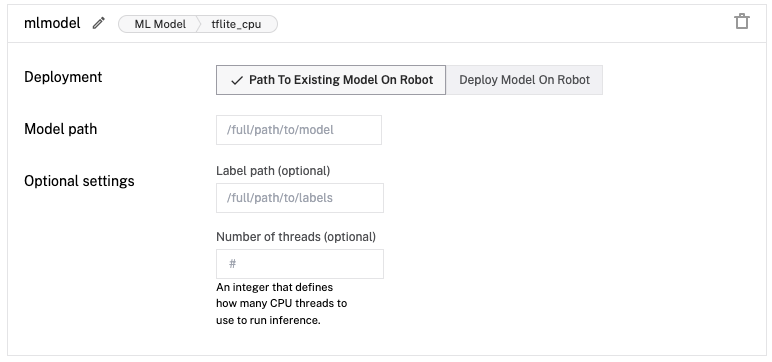 mlmodel ML Model tflite_cpu
Deployment Path To Existing Model On Robot Deploy Model On Robot
Model path /full/path/to/model
Optional settings Label path (optional)
/full/path/to/labels
Number of threads (optional)
#
An integer that defines
how many CPU threads to
use to run inference.